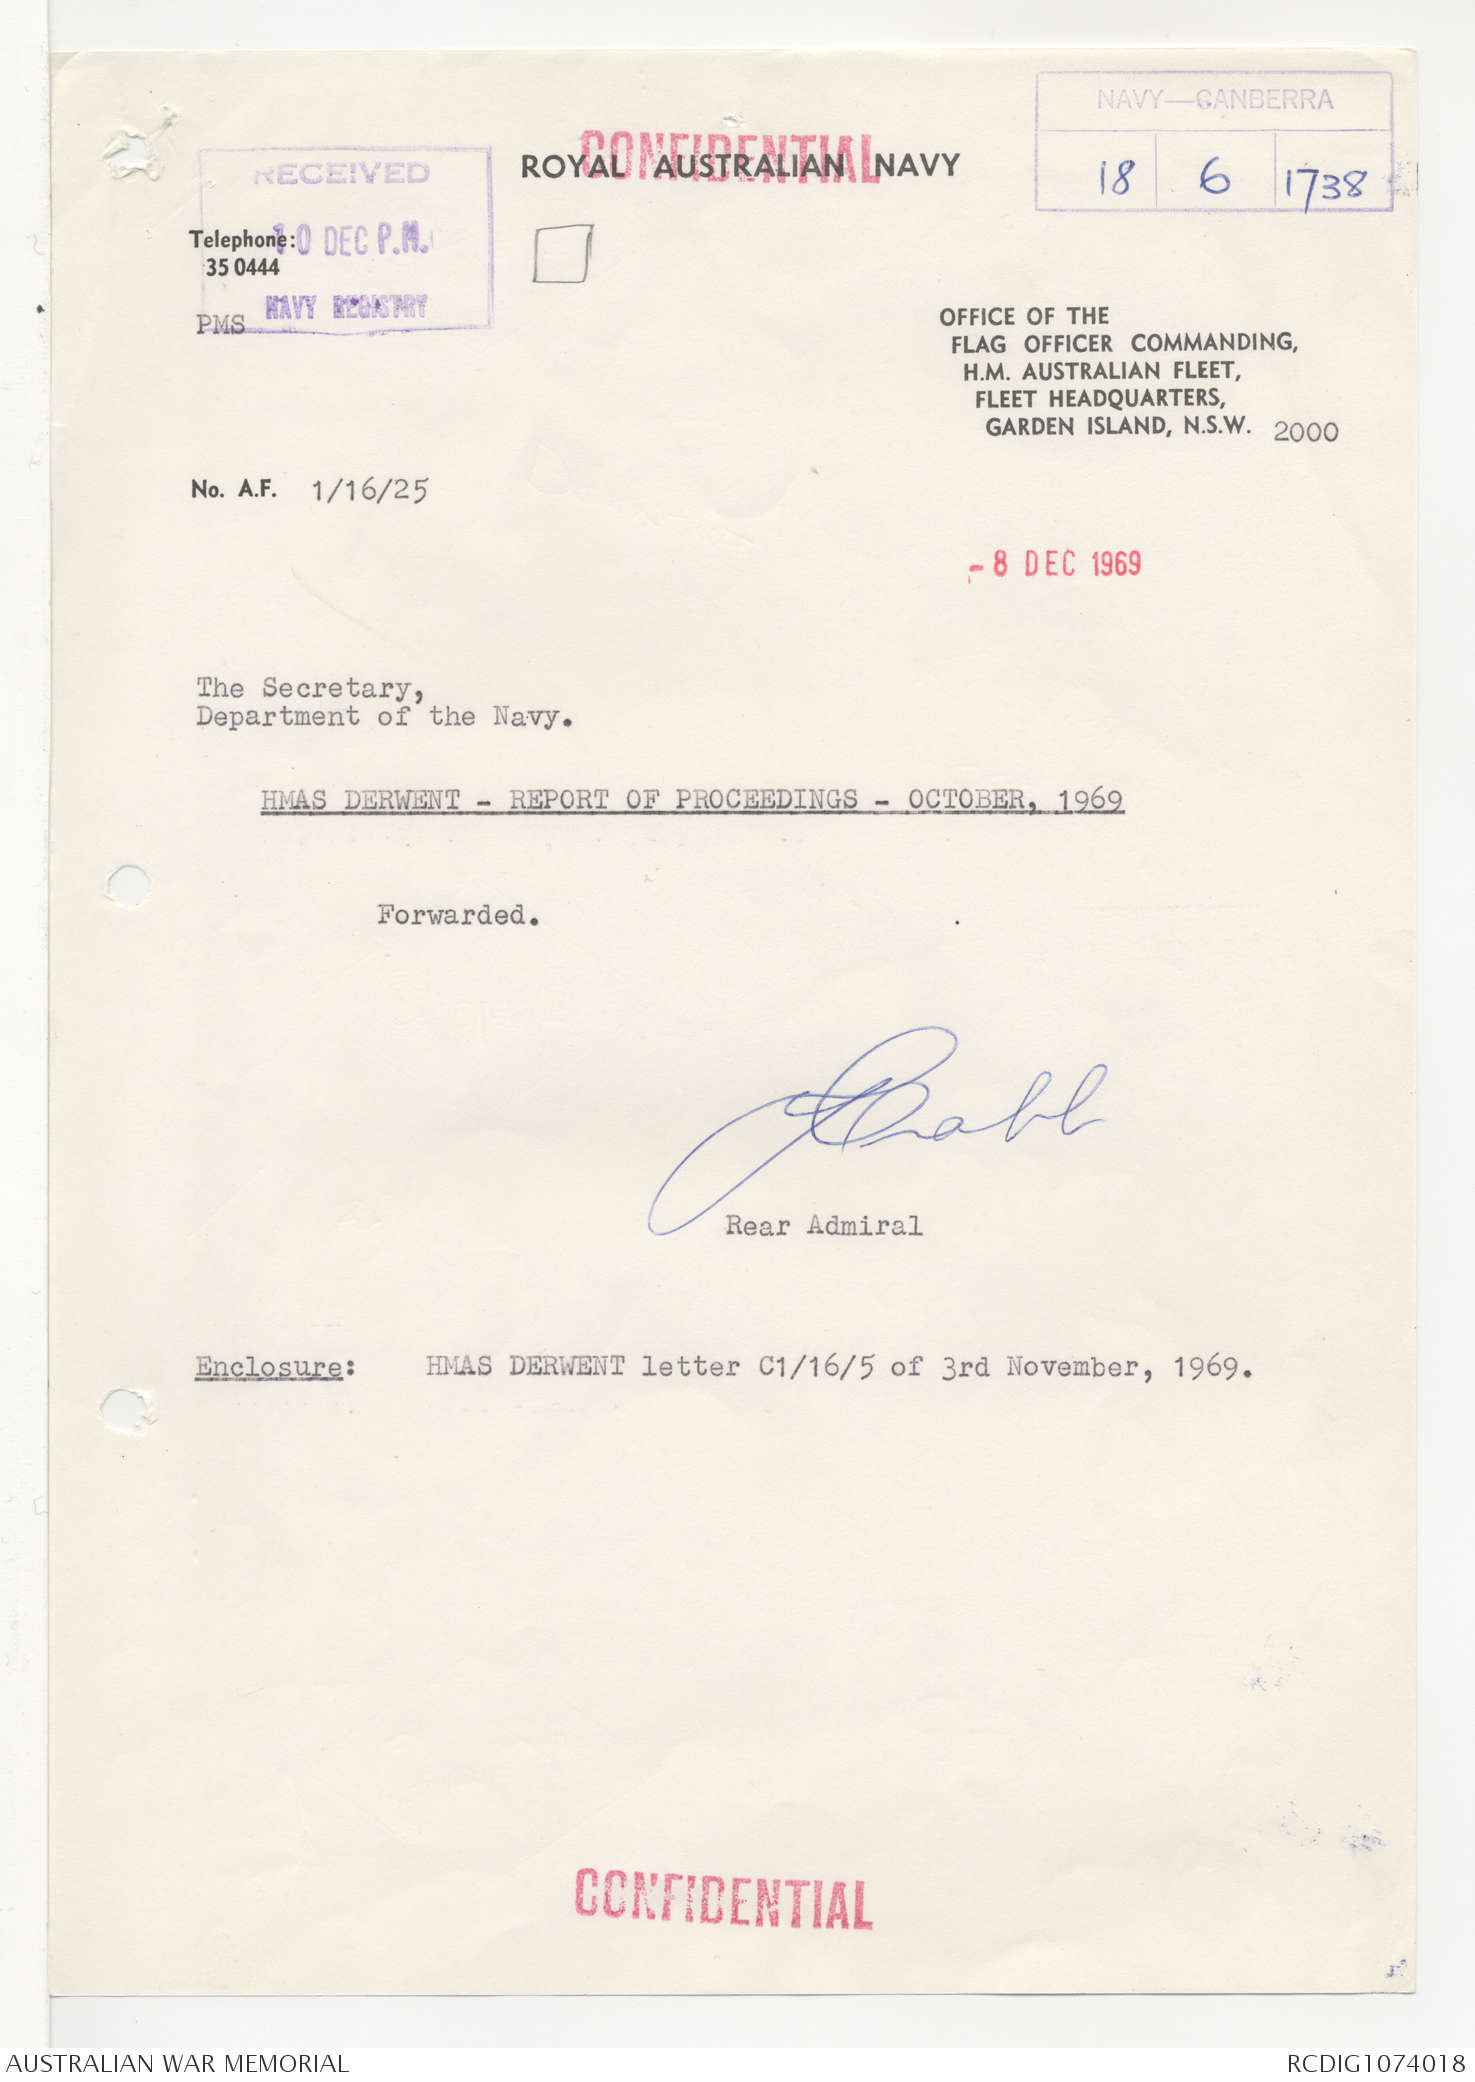 NAVY—CANBERRA
18 6 1738
CONFIDENTIAL
ROYAL AUSTRALIAN NAVY
RECEIVED
10 DEC P.M.
NAVY REGISTRY
Telephone:
35 0444
PMS
OFFICE OF THE
FLAG OFFICER COMMANDING,
H.M. AUSTRALIAN FLEET,
FLEET HEADQUARTERS,
GARDEN ISLAND, N.S.W. 2000
No. A.F. 1/16/25
-8 DEC 1969
The Secretary,
Department of the Navy.
HMAS DERWENT - REPORT OF PROCEEDINGS - OCTOBER, 1969
Forwarded.
Rear Admiral
Enclosure: HMAS DERWENT letter C1/16/5 of 3rd November, 1969.
CONFIDENTIAL
AUSTRALIAN WAR MEMORIAL
RCDIG1074018